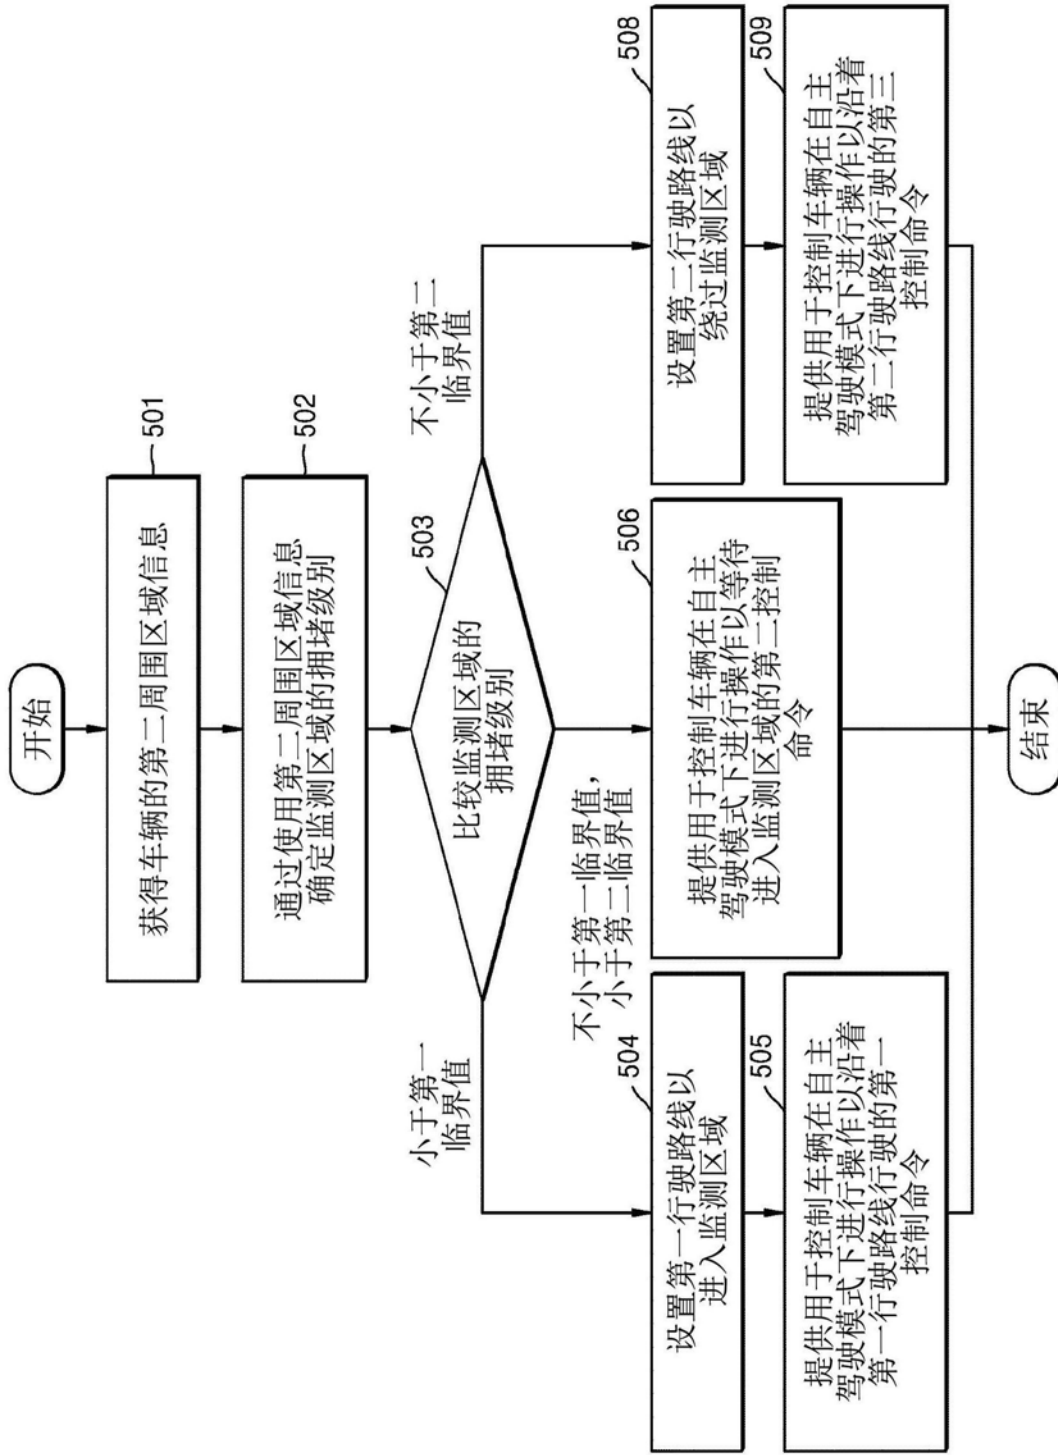 开始
获得车辆的第二周围区域信息
501
通过使用第二周围区域信息
确定监测区域的拥堵级别
502
比较监测区域的
拥堵级别
503
小于第一
临界值
不小于第一临界值，
小于第二临界值
不小于第二
临界值
设置第一行驶路线以
进入监测区域
504
提供用于控制车辆在自主
驾驶模式下进行操作以沿着
第一行驶路线行驶的第一
控制命令
505
提供用于控制车辆在自主
驾驶模式下进行操作以等待
进入监测区域的第二控制
命令
506
设置第二行驶路线以
绕过监测区域
508
提供用于控制车辆在自主
驾驶模式下进行操作以沿着
第二行驶路线行驶的第三
控制命令
509
结束